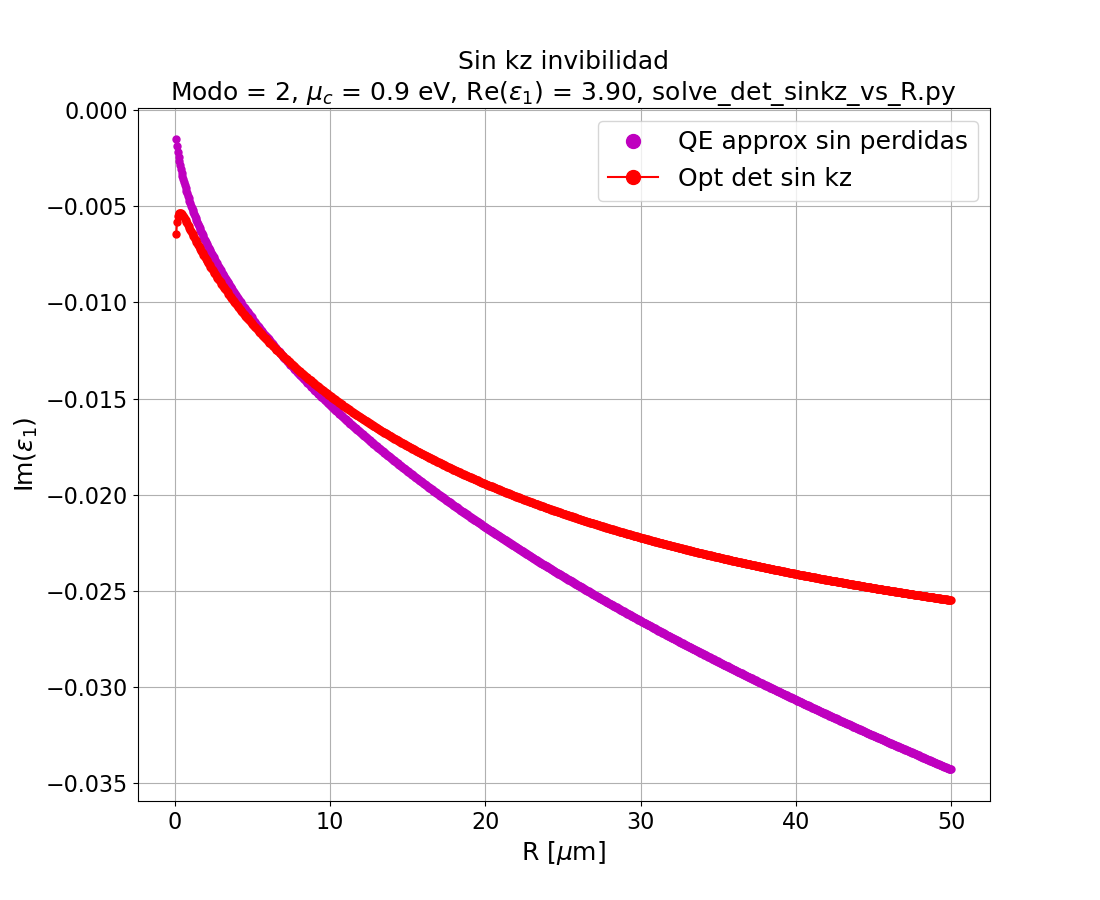 Sin kz invibilidad
Modo = 2, μc = 0.9 eV, Re(ε1) = 3.90, solve_det_sinkz_vs_R.py
QE approx sin perdidas
Opt det sin kz
0.000
−0.005
−0.010
−0.015
−0.020
−0.025
−0.030
−0.035
Im(ε1)
0 10 20 30 40 50
R [μm]